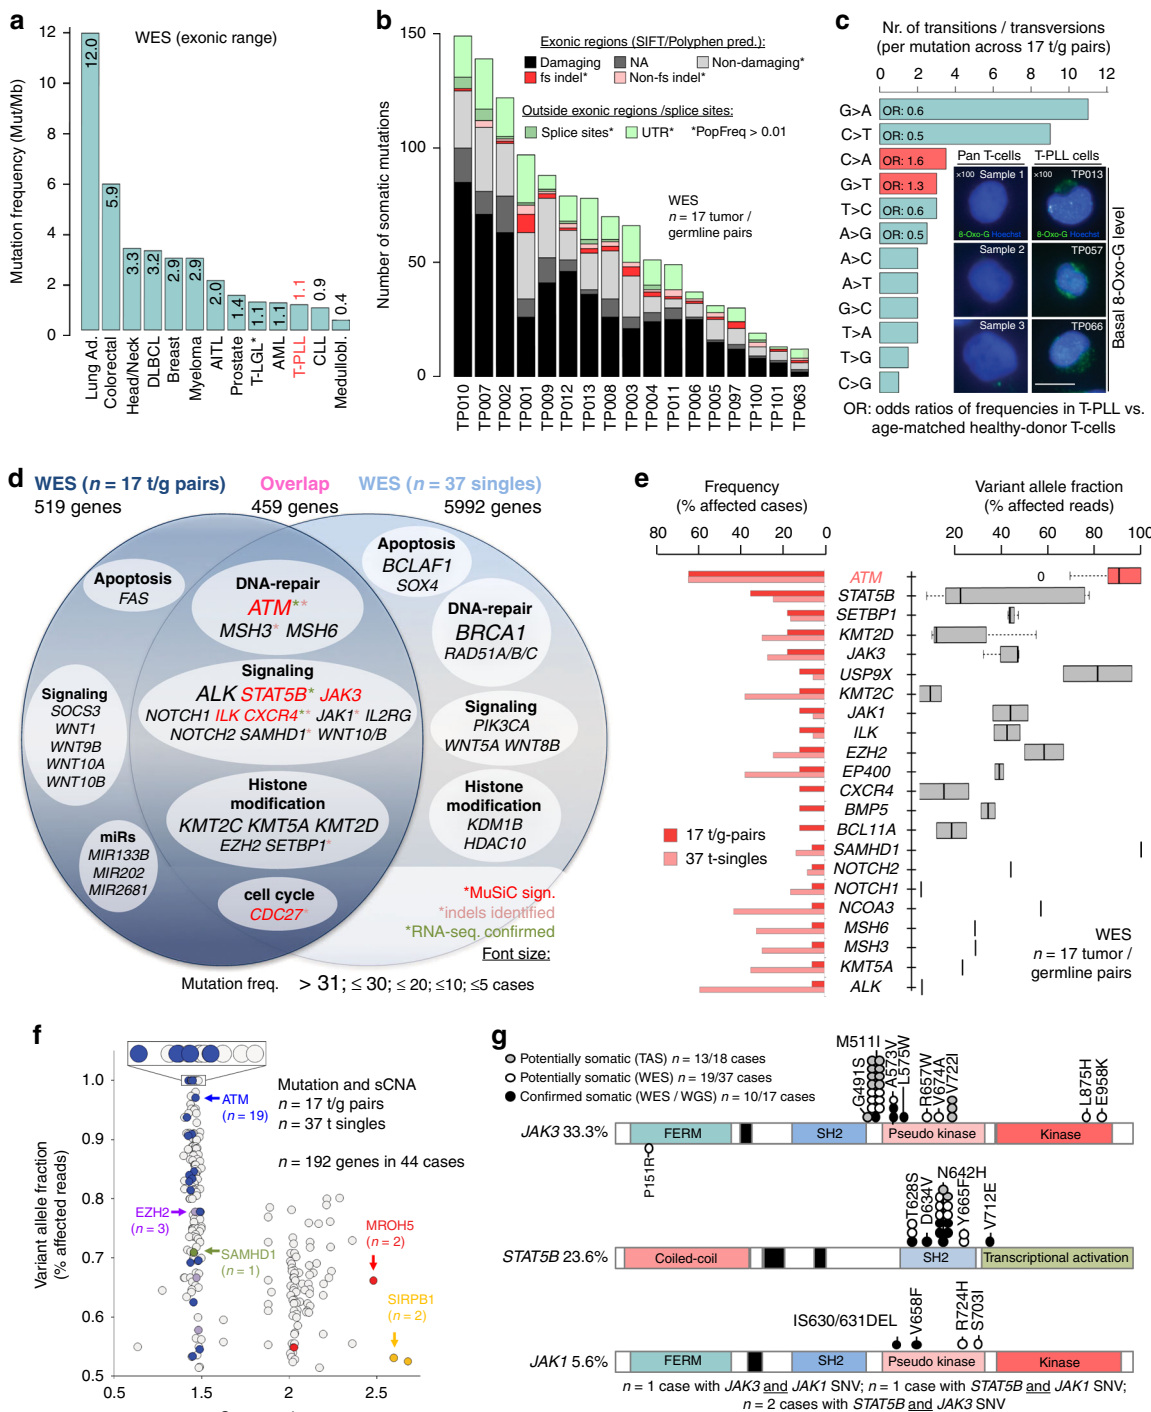 a
WES (exonic range)
Mutation frequency (Mut/Mb)
12
10
8
6
4
2
0
12.0
5.9
3.3
3.2
2.9
2.9
2.0
1.4
1.1
1.1
1.1
0.9
0.4
Lung Ad.
Colorectal
Head/Neck
DLBCL
Breast
Myeloma
AITL
Prostate
T-LGL*
AML
T-PLL
CLL
Medullobl.
b
Number of somatic mutations
150
100
50
0
Exonic regions (SIFT/Polyphen pred.):
Damaging NA Non-damaging*
fs indel* Non-fs indel*
Outside exonic regions /splice sites:
Splice sites* UTR* *PopFreq > 0.01
WES
n = 17 tumor /
germline pairs
TP010
TP007
TP002
TP001
TP009
TP012
TP013
TP008
TP003
TP004
TP011
TP006
TP005
TP097
TP100
TP101
TP063
c
Nr. of transitions / transversions
(per mutation across 17 t/g pairs)
0 2 4 6 8 10 12
G>A OR: 0.6
C>T OR: 0.5
C>A OR: 1.6
G>T OR: 1.3
T>C OR: 0.6
A>G OR: 0.5
A>C
A>T
G>C
T>A
T>G
C>G
Pan T-cells T-PLL cells
×100 Sample 1 ×100 TP013
8-Oxo-G Hoechst 8-Oxo-G Hoechst
Sample 2 TP057
Sample 3 TP066
Basal 8-Oxo-G level
OR: odds ratios of frequencies in T-PLL vs.
age-matched healthy-donor T-cells
d
WES (n = 17 t/g pairs) Overlap WES (n = 37 singles)
519 genes 459 genes 5992 genes
Apoptosis
FAS
Signaling
SOCS3
WNT1
WNT9B
WNT10A
WNT10B
miRs
MIR133B
MIR202
MIR2681
DNA-repair
ATM**
MSH3* MSH6
Signaling
ALK STAT5B* JAK3
NOTCH1 ILK CXCR4** JAK1* IL2RG
NOTCH2 SAMHD1* WNT10/B
Histone
modification
KMT2C KMT5A KMT2D
EZH2 SETBP1*
cell cycle
CDC27*
Apoptosis
BCLAF1
SOX4
DNA-repair
BRCA1
RAD51A/B/C
Signaling
PIK3CA
WNT5A WNT8B
Histone
modification
KDM1B
HDAC10
*MuSiC sign.
*indels identified
*RNA-seq. confirmed
Font size:
Mutation freq. > 31; ≤ 30; ≤ 20; ≤10; ≤5 cases
e
Frequency
(% affected cases)
80 60 40 20 0
Variant allele fraction
(% affected reads)
20 60 100
ATM
0
STAT5B
SETBP1
KMT2D
JAK3
USP9X
KMT2C
JAK1
ILK
EZH2
EP400
CXCR4
BMP5
BCL11A
SAMHD1
NOTCH2
NOTCH1
NCOA3
MSH6
MSH3
KMT5A
ALK
17 t/g-pairs
37 t-singles
WES
n = 17 tumor /
germline pairs
f
Variant allele fraction
(% affected reads)
1.0
0.9
0.8
0.7
0.6
0.5
0.5 1.5 2 2.5
Mutation and sCNA
n = 17 t/g pairs
n = 37 t singles
n = 192 genes in 44 cases
ATM
(n = 19)
EZH2
(n = 3)
SAMHD1
(n = 1)
MROH5
(n = 2)
SIRPB1
(n = 2)
g
Potentially somatic (TAS) n = 13/18 cases
Potentially somatic (WES) n = 19/37 cases
Confirmed somatic (WES / WGS) n = 10/17 cases
M511I
G491S
A573V
L575W
R657W
V674A
V722I
L875H
E958K
JAK3 33.3%
FERM SH2 Pseudo kinase Kinase
P151R
T628S
D634V
N642H
Y665F
V712E
STAT5B 23.6%
Coiled-coil SH2 Transcriptional activation
IS630/631DEL
V658F
R724H
S703I
JAK1 5.6%
FERM SH2 Pseudo kinase Kinase
n = 1 case with JAK3 and JAK1 SNV; n = 1 case with STAT5B and JAK1 SNV;
n = 2 cases with STAT5B and JAK3 SNV